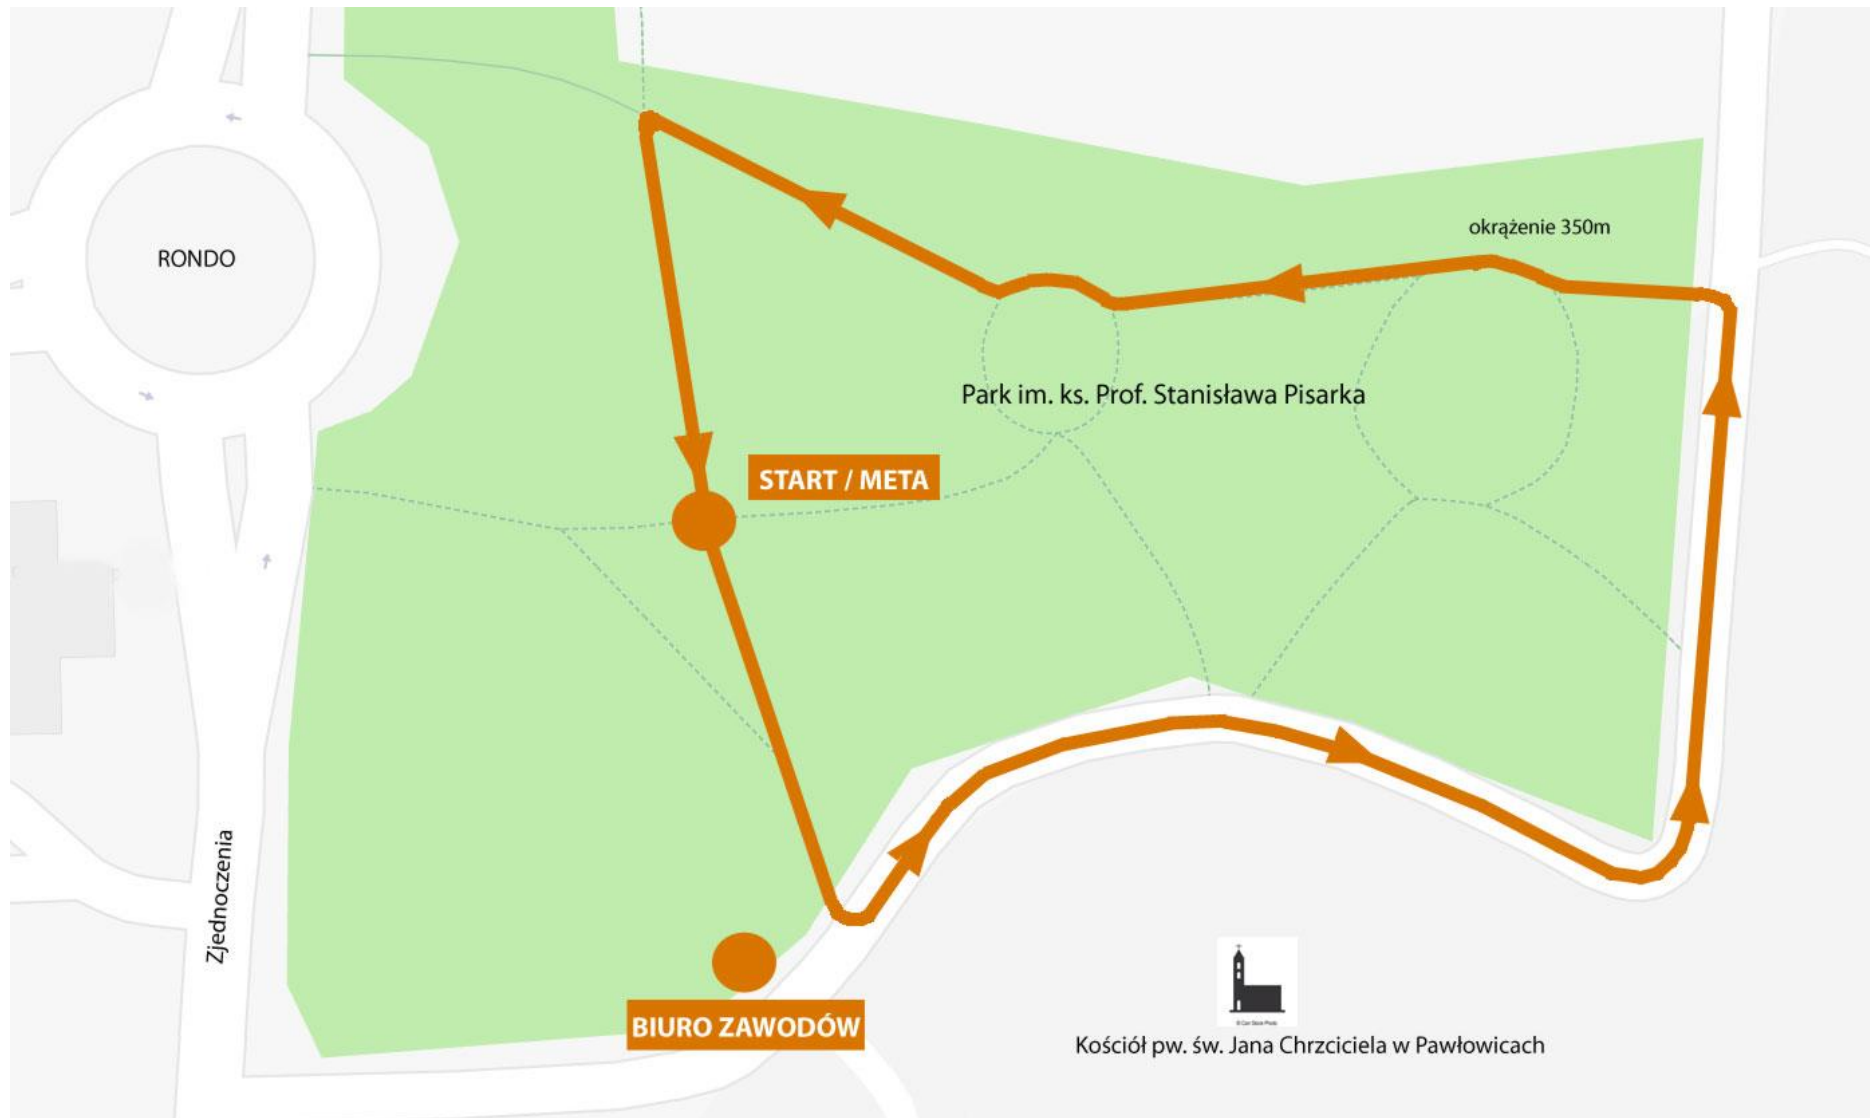 okrążenie 350m
RONDO
Park im. ks. Prof. Stanisława Pisarka
START / META
Zjednoczenia
BIURO ZAWODÓW
Kościół pw. św. Jana Chrzciciela w Pawłowicach